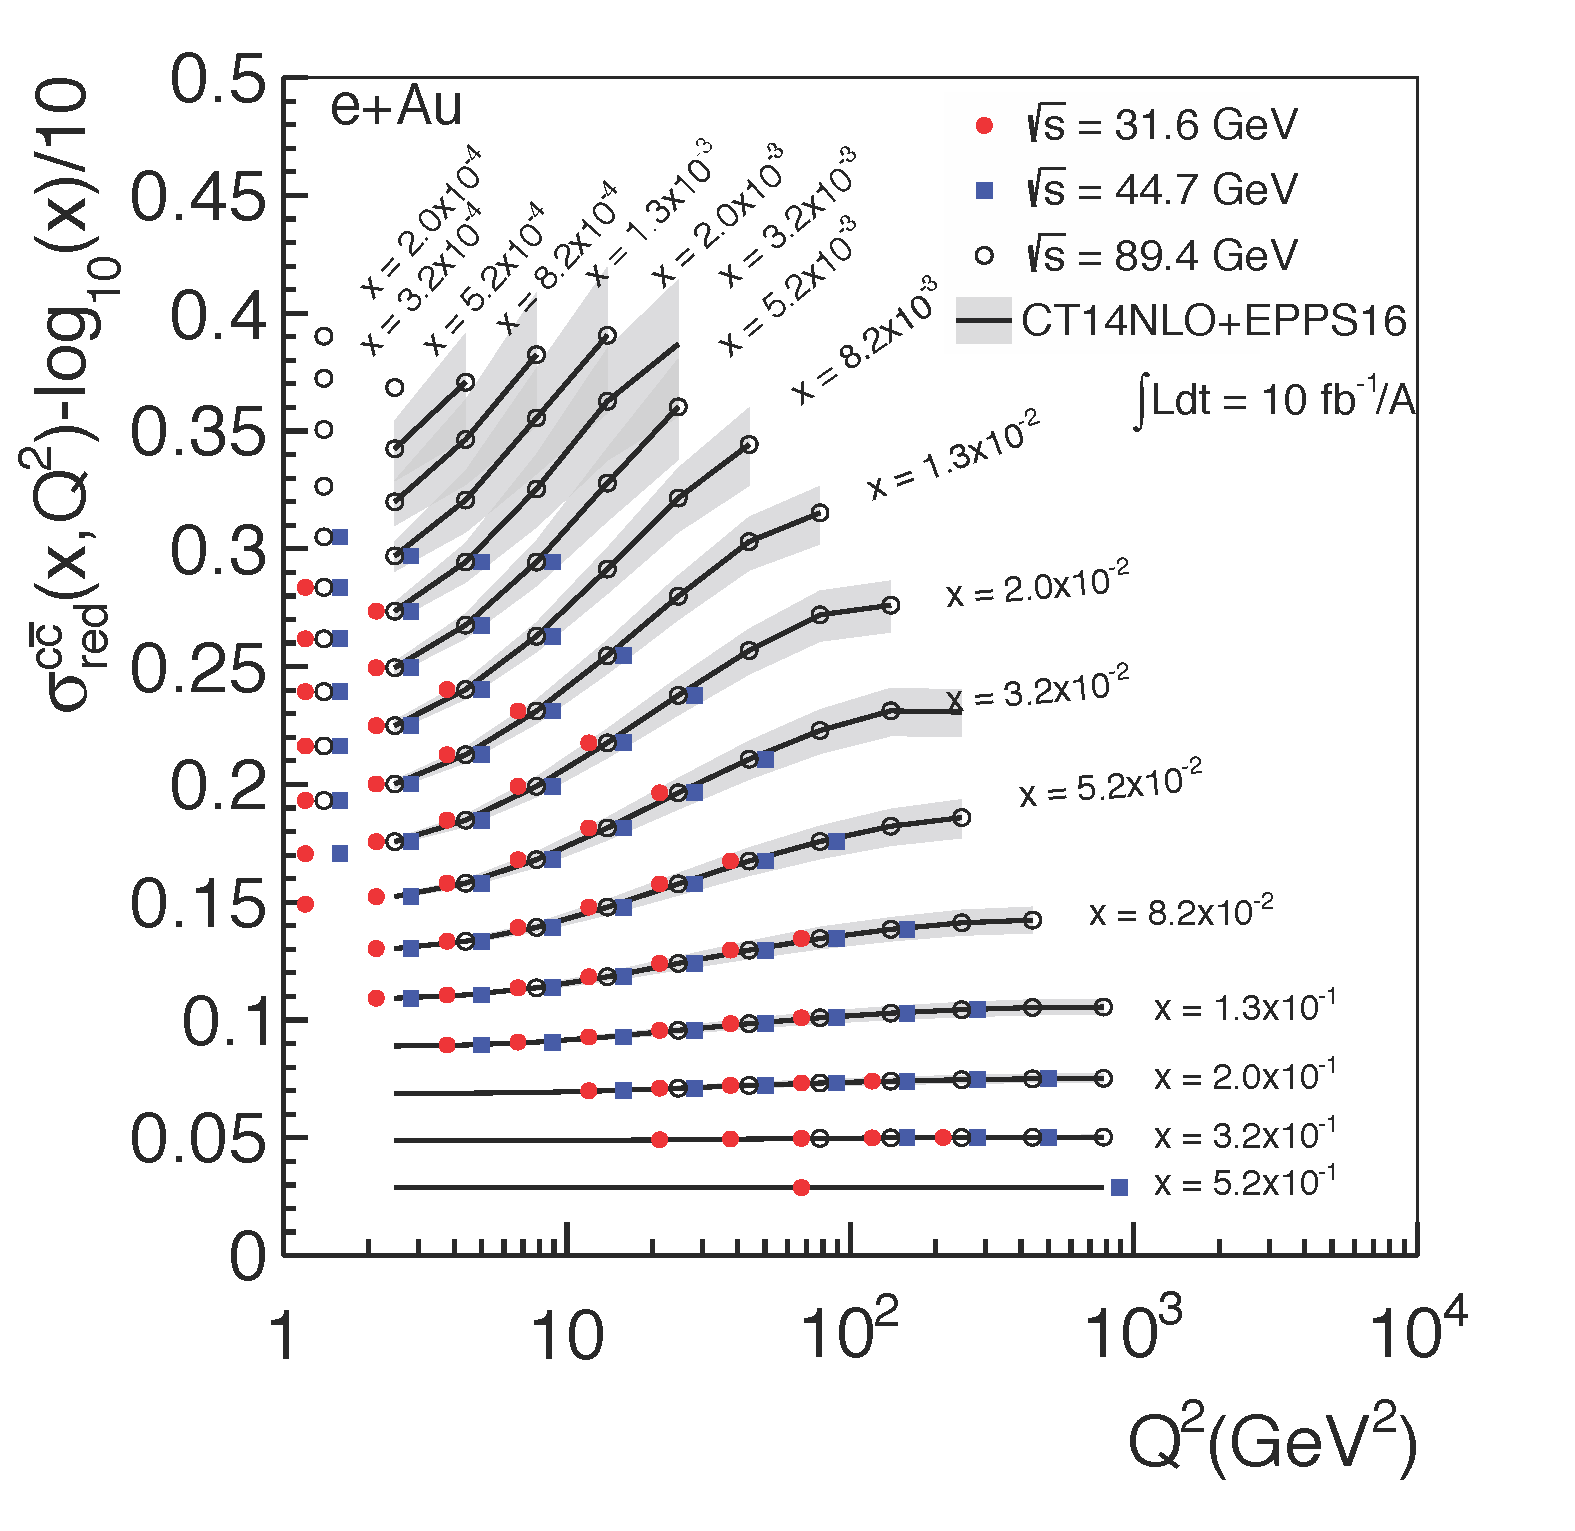 e+Au
√s = 31.6 GeV
√s = 44.7 GeV
√s = 89.4 GeV
CT14NLO+EPPS16
∫Ldt = 10 fb⁻¹/A
x = 2.0x10⁻⁴
x = 3.2x10⁻⁴
x = 5.2x10⁻⁴
x = 8.2x10⁻⁴
x = 1.3x10⁻³
x = 2.0x10⁻³
x = 3.2x10⁻³
x = 5.2x10⁻³
x = 8.2x10⁻³
x = 1.3x10⁻²
x = 2.0x10⁻²
x = 3.2x10⁻²
x = 5.2x10⁻²
x = 8.2x10⁻²
x = 1.3x10⁻¹
x = 2.0x10⁻¹
x = 3.2x10⁻¹
x = 5.2x10⁻¹
σ_red^cc̄(x,Q²)-log₁₀(x)/10
0.5
0.45
0.4
0.35
0.3
0.25
0.2
0.15
0.1
0.05
0
1
10
10²
10³
10⁴
Q²(GeV²)